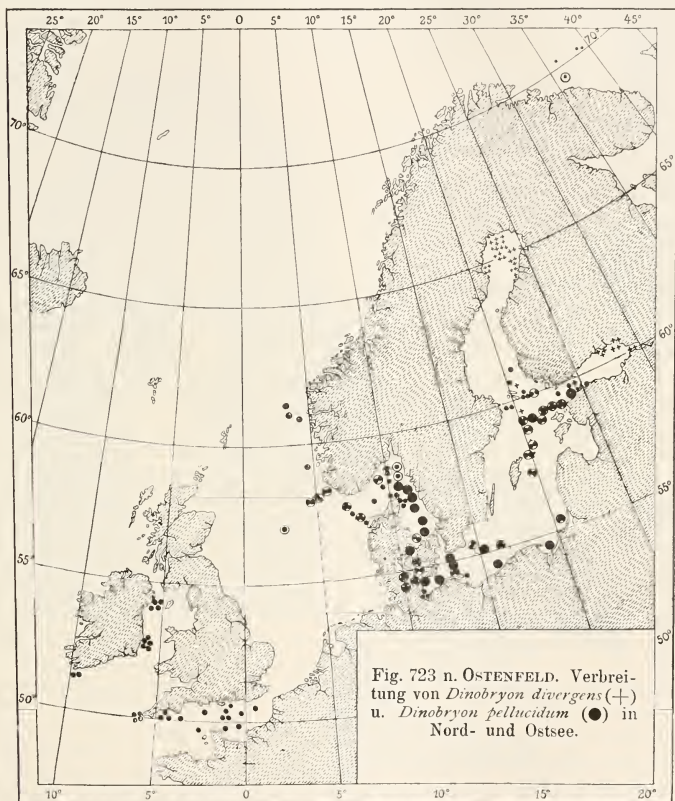 25° 20° 15° 10° 5° 0 5° 10° 15° 20° 25° 30° 35° 40° 45°
70°
70°
65°
65°
60°
60°
55°
55°
50°
50°
Fig. 723 n. OSTENFELD. Verbrei-
tung von Dinobryon divergens (+)
u. Dinobryon pellucidum (●) in
Nord- und Ostsee.
10° 5° 0 5° 10° 15° 20°